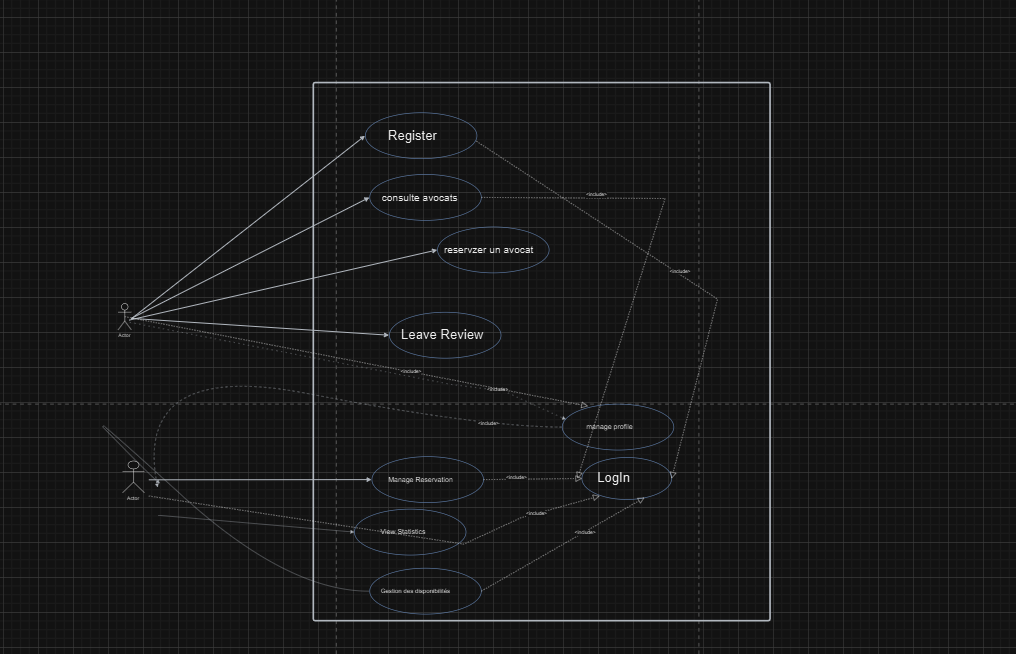 Register
consulte avocats
<include>
reservzer un avocat
<include>
Actor
Leave Review
<include>
<include>
<include>
manage profile
Actor
Manage Reservation
<include>
LogIn
<include>
View Statistics
<include>
Gestion des disponibilités